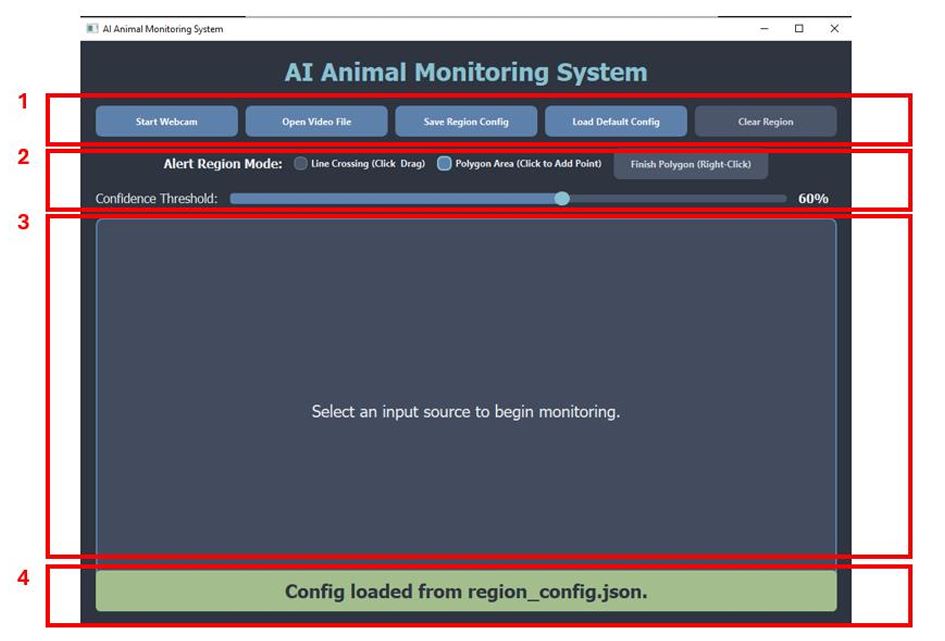 AI Animal Monitoring System
AI Animal Monitoring System
1
Start Webcam Open Video File Save Region Config Load Default Config Clear Region
2
Alert Region Mode: Line Crossing (Click Drag) Polygon Area (Click to Add Point) Finish Polygon (Right-Click)
Confidence Threshold: 60%
3
Select an input source to begin monitoring.
4
Config loaded from region_config.json.